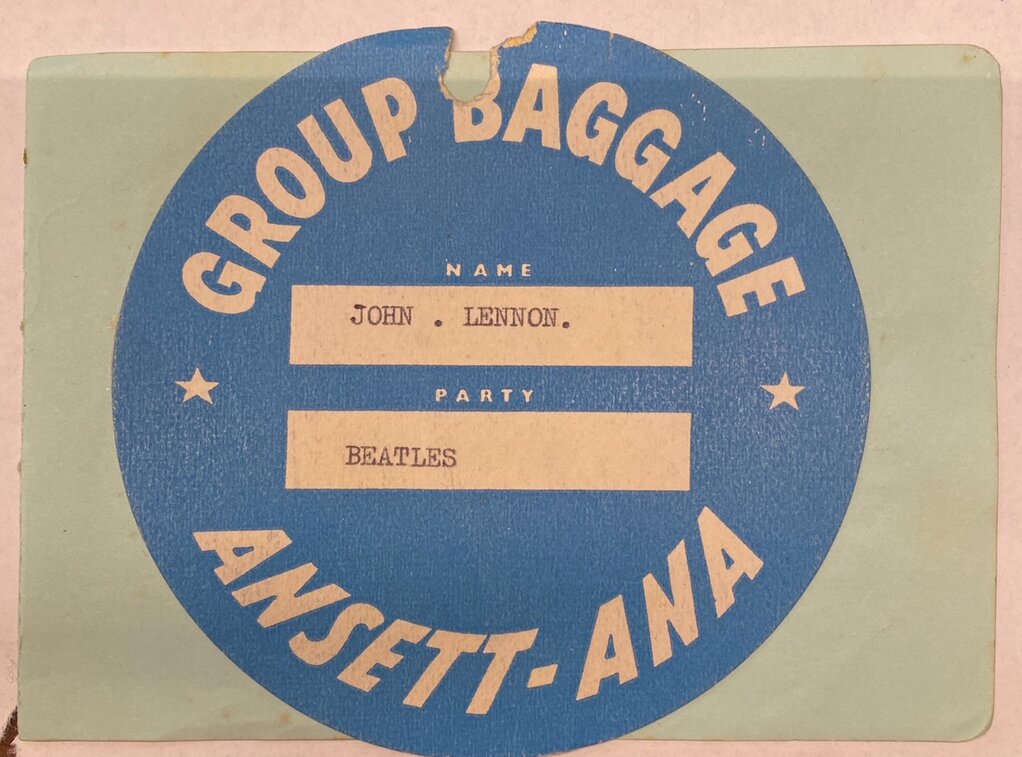 GROUP BAGGAGE
NAME
JOHN . LENNON.
PARTY
BEATLES
ANSETT-ANA